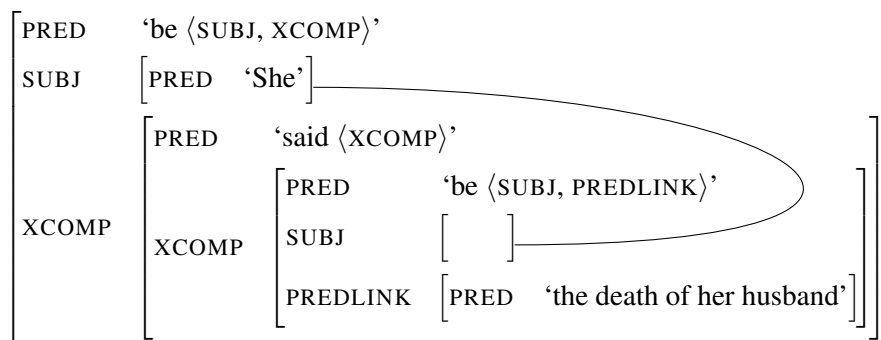 PRED ‘be ⟨SUBJ, XCOMP⟩’
SUBJ [PRED ‘She’]
PRED ‘said ⟨XCOMP⟩’
PRED ‘be ⟨SUBJ, PREDLINK⟩’
XCOMP XCOMP SUBJ [ ]
PREDLINK [PRED ‘the death of her husband’]